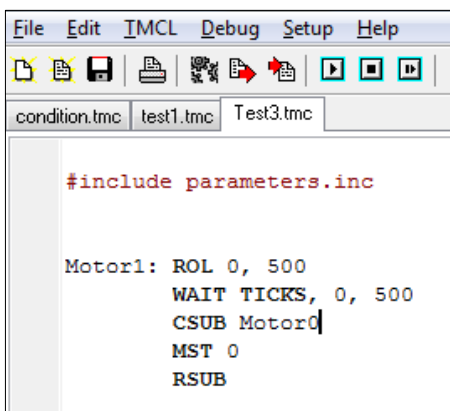 File Edit TMCL Debug Setup Help
condition.tmc test1.tmc Test3.tmc
#include parameters.inc
Motor1: ROL 0, 500
WAIT TICKS, 0, 500
CSUB Motor0
MST 0
RSUB